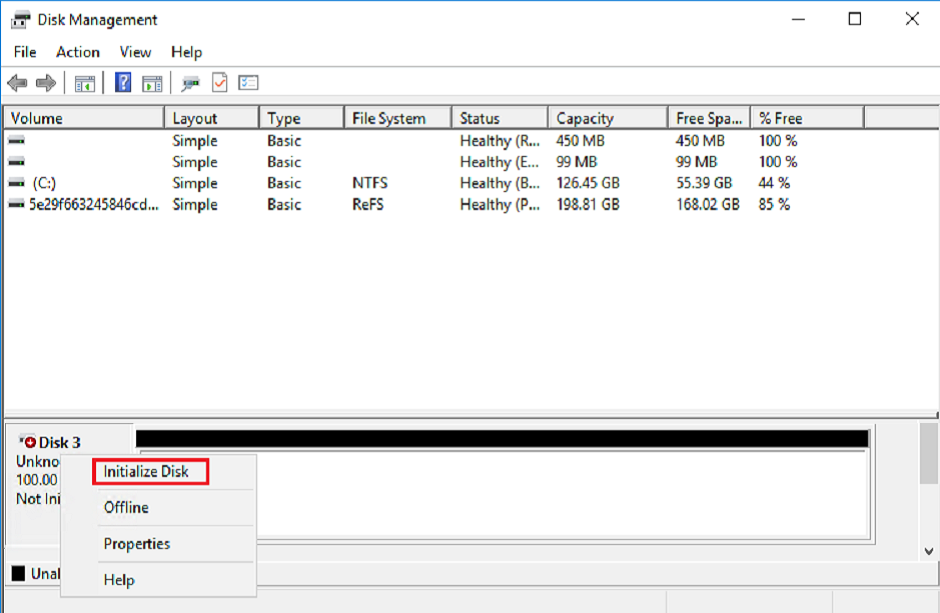 Disk Management
File Action View Help
Volume Layout Type File System Status Capacity Free Spa... % Free
Simple Basic Healthy (R... 450 MB 450 MB 100 %
Simple Basic Healthy (E... 99 MB 99 MB 100 %
(C:) Simple Basic NTFS Healthy (B... 126.45 GB 55.39 GB 44 %
5e29f663245846cd... Simple Basic ReFS Healthy (P... 198.81 GB 168.02 GB 85 %
Disk 3
Unkno
100.00
Not Ini
Initialize Disk
Offline
Properties
Help
Unal